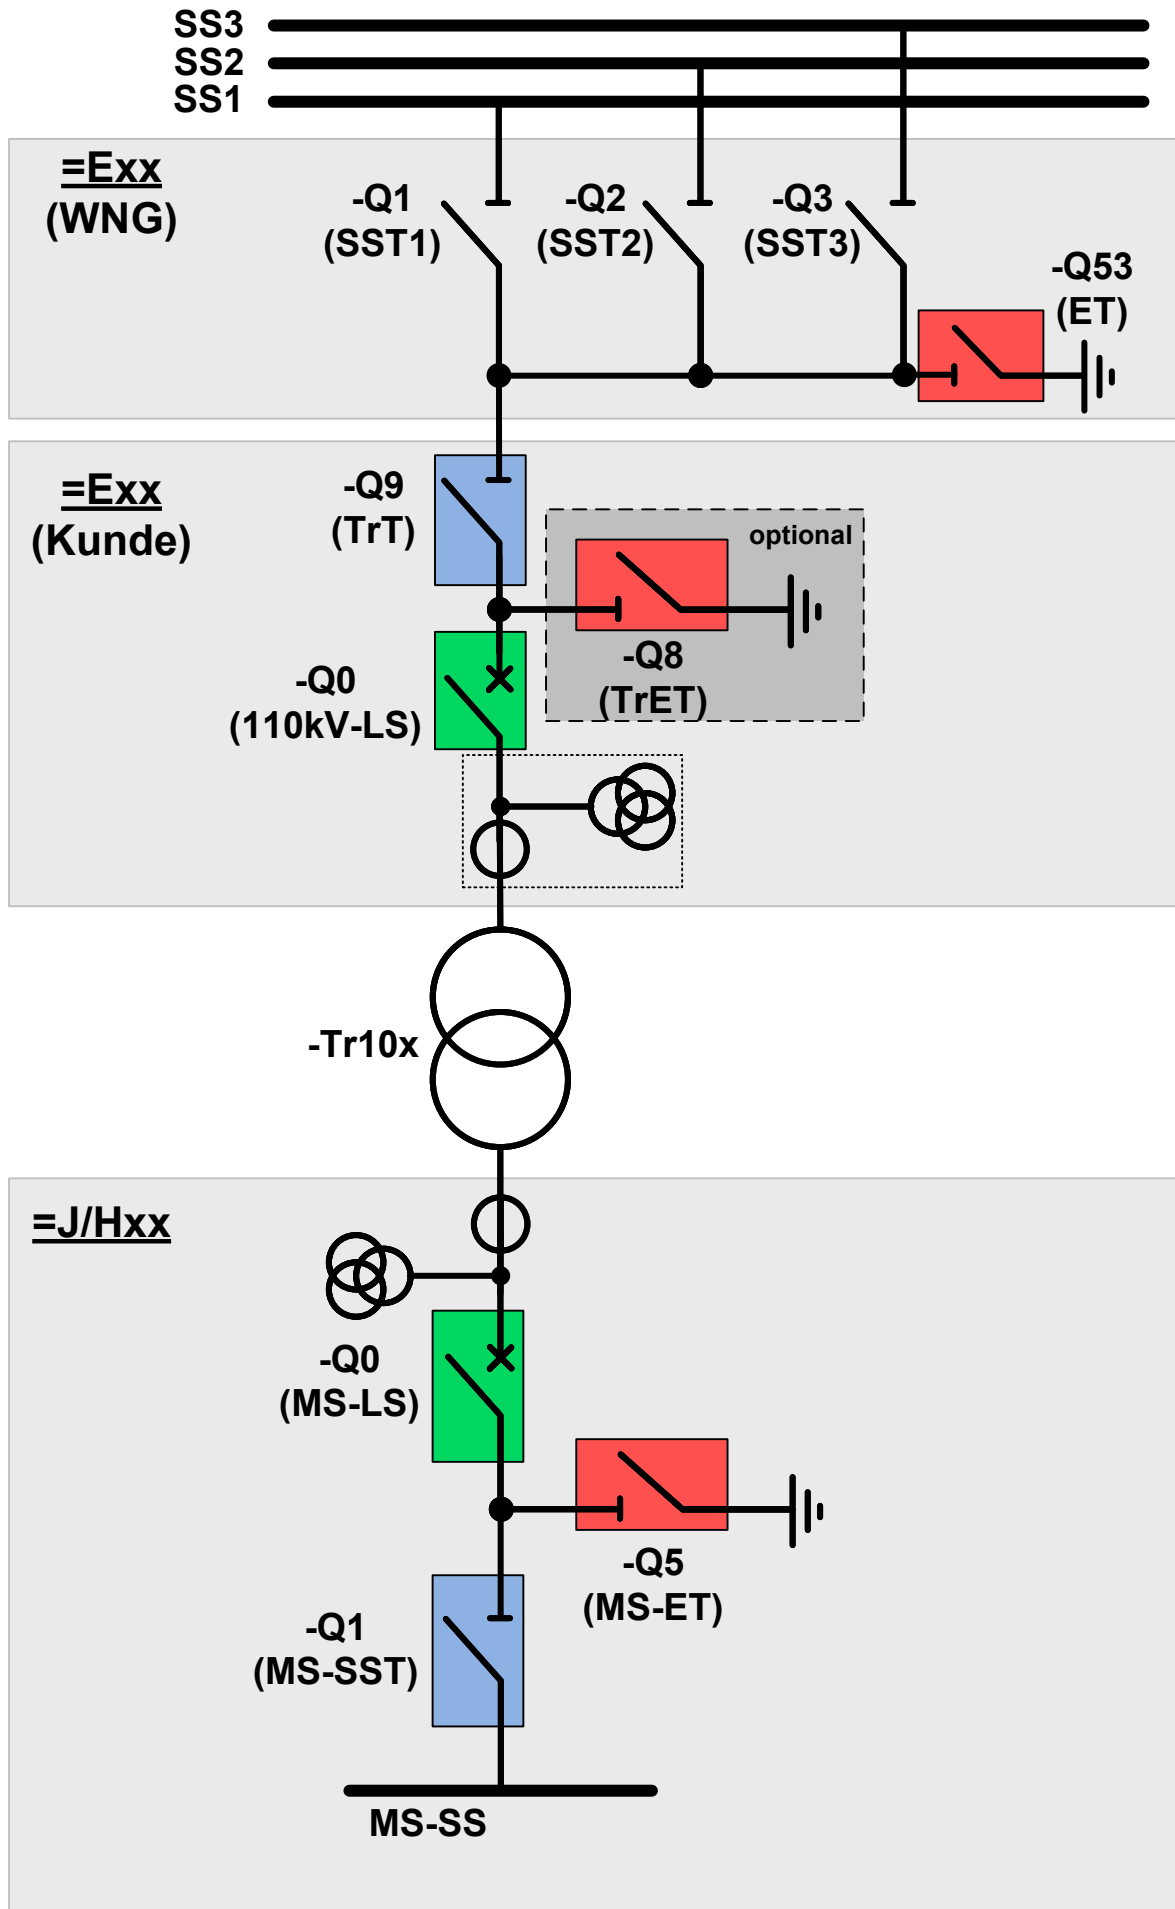 SS3
SS2
SS1
=Exx
(WNG)
-Q1
(SST1)
-Q2
(SST2)
-Q3
(SST3)
-Q53
(ET)
=Exx
(Kunde)
-Q9
(TrT)
optional
-Q8
(TrET)
-Q0
(110kV-LS)
-Tr10x
=J/Hxx
-Q0
(MS-LS)
-Q5
(MS-ET)
-Q1
(MS-SST)
MS-SS